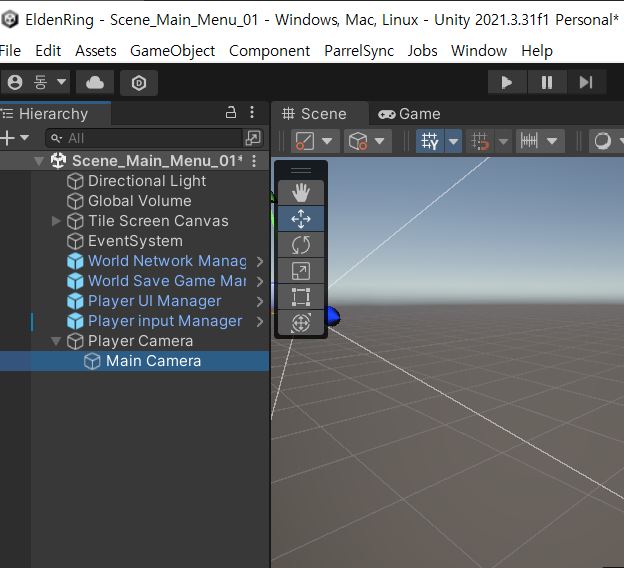 EldenRing - Scene_Main_Menu_01 - Windows, Mac, Linux - Unity 2021.3.31f1 Personal*
File Edit Assets GameObject Component ParrelSync Jobs Window Help
동
Hierarchy
Scene
Game
All
Scene_Main_Menu_01*
Directional Light
Global Volume
Tile Screen Canvas
EventSystem
World Network Manag
World Save Game Mar
Player UI Manager
Player input Manager
Player Camera
Main Camera